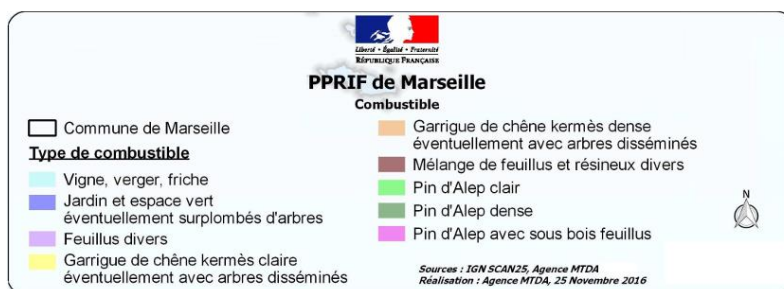 Liberté • Égalité • Fraternité
RÉPUBLIQUE FRANÇAISE
PPRIF de Marseille
Combustible
Commune de Marseille
Type de combustible
Vigne, verger, friche
Jardin et espace vert
éventuellement surplombés d'arbres
Feuillus divers
Garrigue de chêne kermès claire
éventuellement avec arbres disséminés
Garrigue de chêne kermès dense
éventuellement avec arbres disséminés
Mélange de feuillus et résineux divers
Pin d'Alep clair
Pin d'Alep dense
Pin d'Alep avec sous bois feuillus
N
Sources : IGN SCAN25, Agence MTDA
Réalisation : Agence MTDA, 25 Novembre 2016